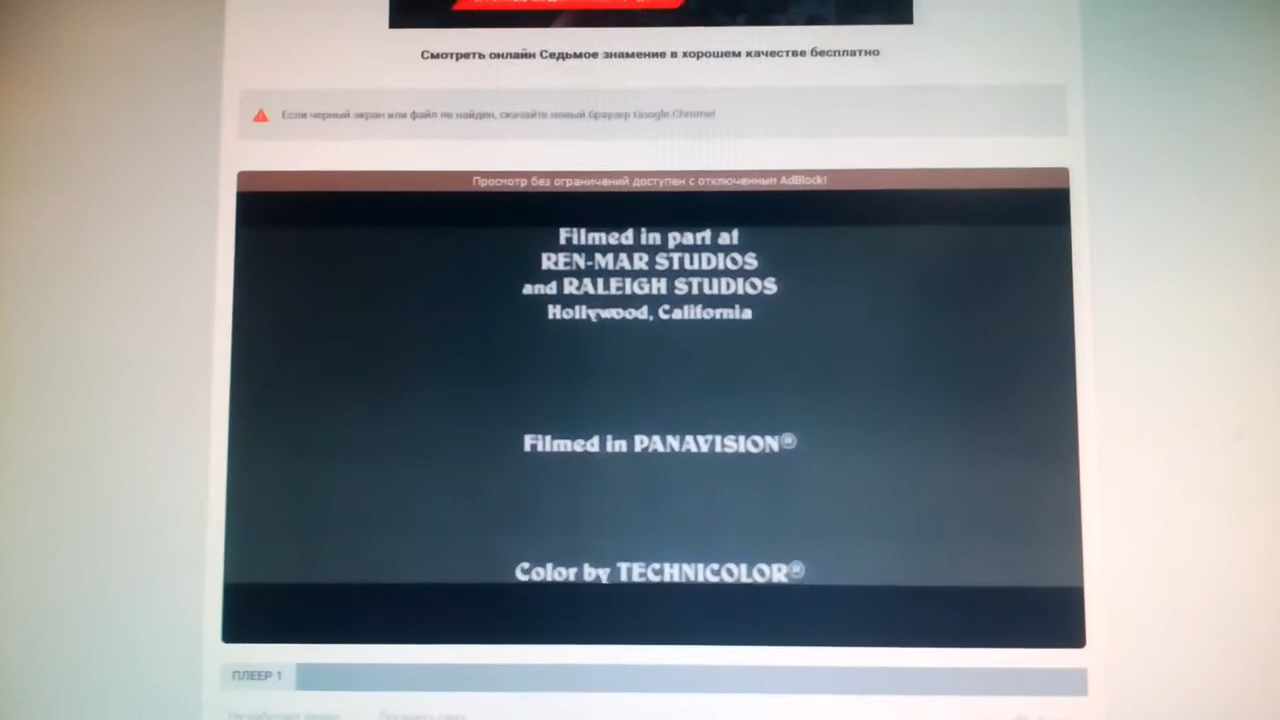 Смотреть онлайн Седьмое знамение в хорошем качестве бесплатно
Если черный экран или файл не найден, скачайте новый браузер Google Chrome!
Просмотр без ограничений доступен с отключенным AdBlock!
Filmed in part at
REN-MAR STUDIOS
and RALEIGH STUDIOS
Hollywood, California
Filmed in PANAVISION®
Color by TECHNICOLOR®
ПЛЕЕР 1